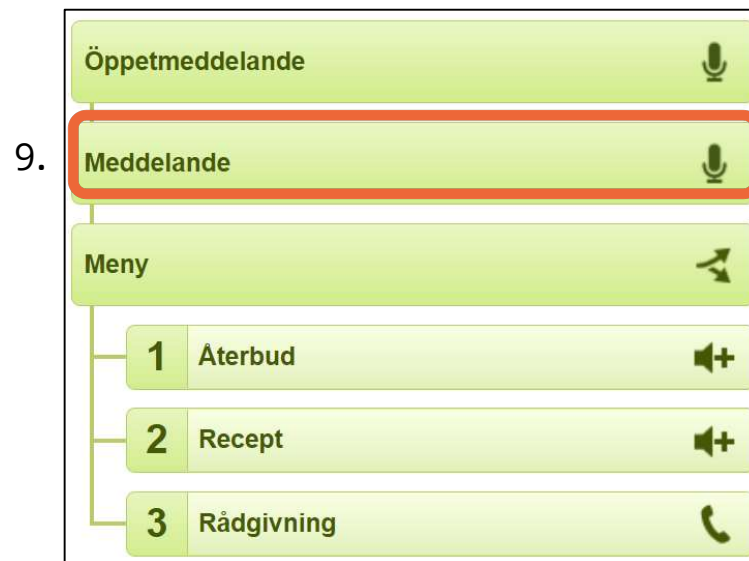 Öppetmeddelande
9. Meddelande
Meny
1 Återbud
2 Recept
3 Rådgivning